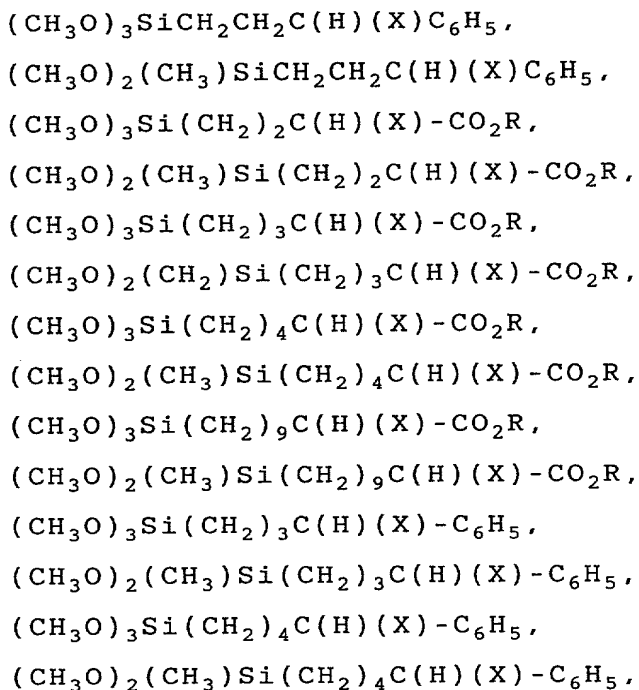 (CH₃O)₃SiCH₂CH₂C(H)(X)C₆H₅,
(CH₃O)₂(CH₃)SiCH₂CH₂C(H)(X)C₆H₅,
(CH₃O)₃Si(CH₂)₂C(H)(X)-CO₂R,
(CH₃O)₂(CH₃)Si(CH₂)₂C(H)(X)-CO₂R,
(CH₃O)₃Si(CH₂)₃C(H)(X)-CO₂R,
(CH₃O)₂(CH₂)Si(CH₂)₃C(H)(X)-CO₂R,
(CH₃O)₃Si(CH₂)₄C(H)(X)-CO₂R,
(CH₃O)₂(CH₃)Si(CH₂)₄C(H)(X)-CO₂R,
(CH₃O)₃Si(CH₂)₉C(H)(X)-CO₂R,
(CH₃O)₂(CH₃)Si(CH₂)₉C(H)(X)-CO₂R,
(CH₃O)₃Si(CH₂)₃C(H)(X)-C₆H₅,
(CH₃O)₂(CH₃)Si(CH₂)₃C(H)(X)-C₆H₅,
(CH₃O)₃Si(CH₂)₄C(H)(X)-C₆H₅,
(CH₃O)₂(CH₃)Si(CH₂)₄C(H)(X)-C₆H₅,